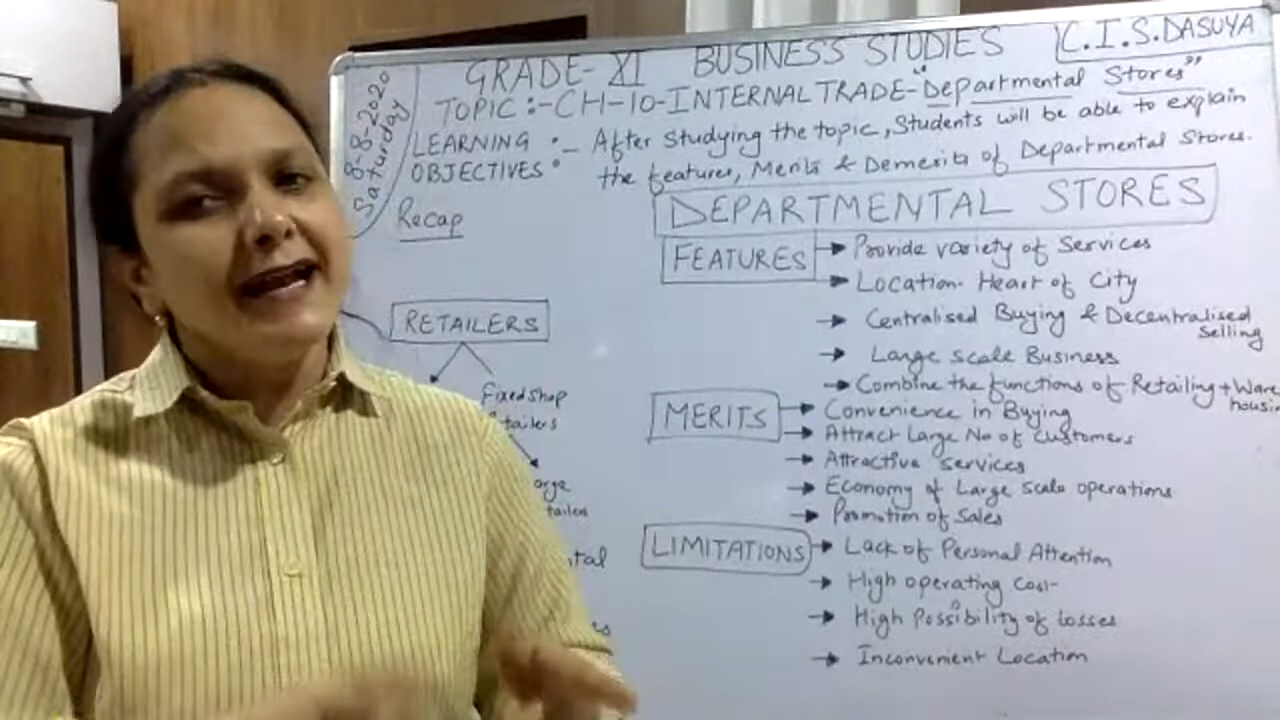 GRADE-XI BUSINESS STUDIES C.I.S. DASUYA
8-8-2020
Saturday
TOPIC :- CH-10-INTERNAL TRADE-"Departmental Stores"
LEARNING OBJECTIVES :- After studying the topic, Students will be able to explain
the features, Merits & Demerits of Departmental Stores.
Recap
RETAILERS
Fixed shop
DEPARTMENTAL STORES
FEATURES
Provide variety of Services
Location- Heart of City
Centralised Buying & Decentralised
Selling
Large scale Business
Combine the functions of Retailing + Ware
MERITS
Convenience in Buying
Attract Large No of customers
Attractive services
Economy of Large scale operations
Promotion of Sales
LIMITATIONS
Lack of Personal Attention
High operating Cost-
High Possibility of losses
Inconvenient Location